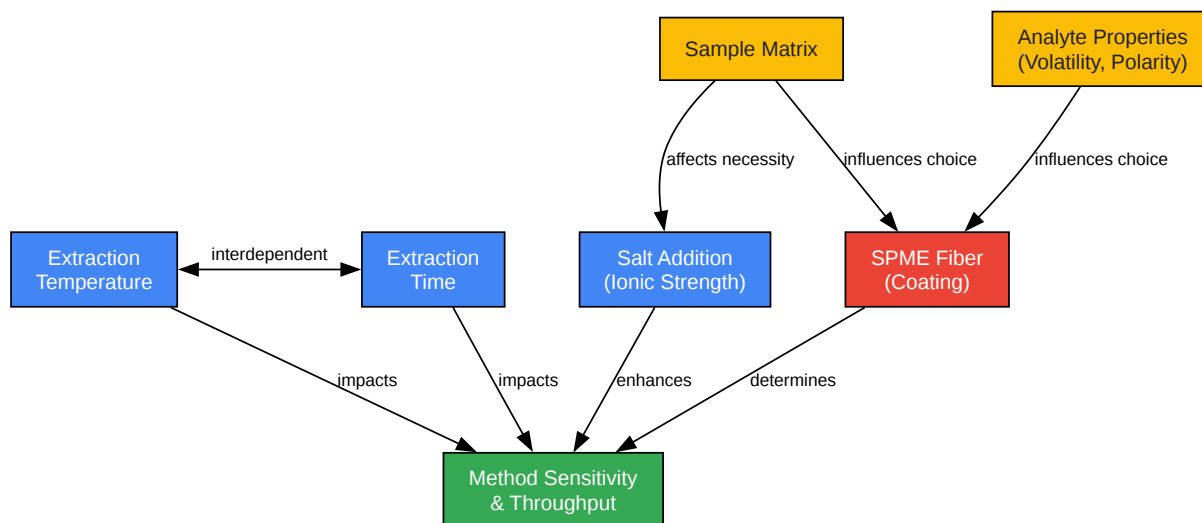 Sample Matrix
Analyte Properties
(Volatility, Polarity)
affects necessity
influences choice
influences choice
Extraction
Temperature
interdependent
Extraction
Time
Salt Addition
(Ionic Strength)
SPME Fiber
(Coating)
impacts
impacts
enhances
determines
Method Sensitivity
& Throughput